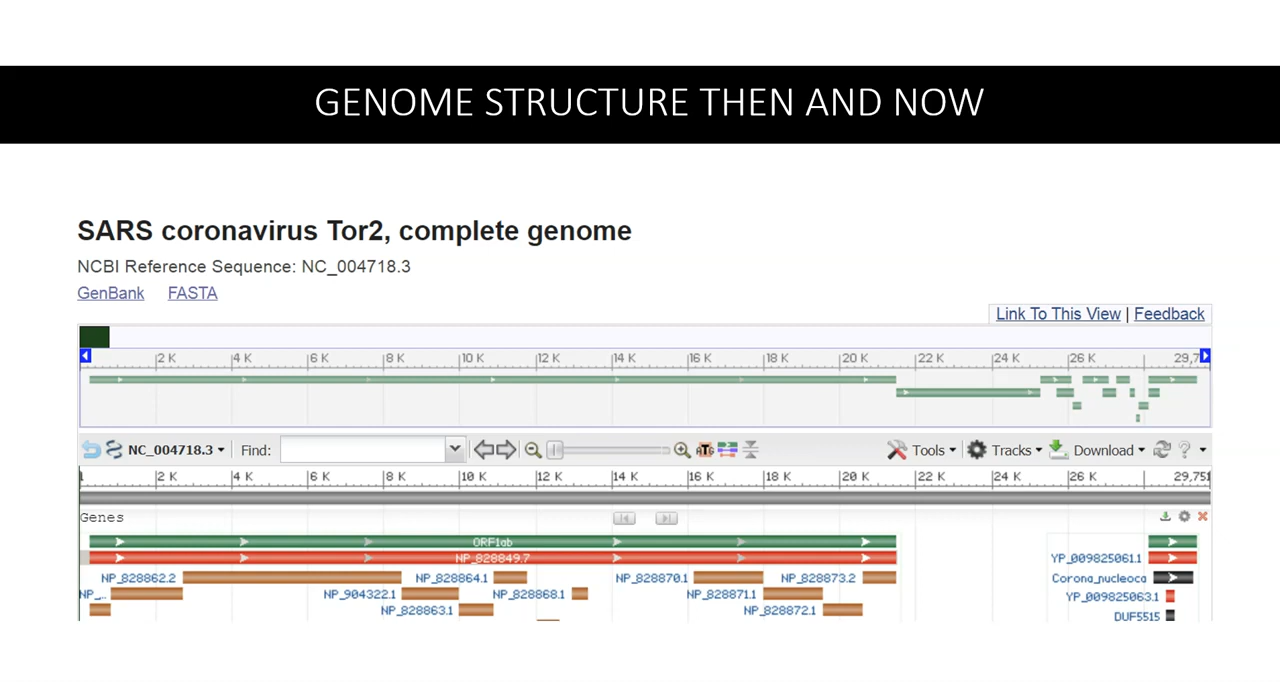 GENOME STRUCTURE THEN AND NOW
SARS coronavirus Tor2, complete genome
NCBI Reference Sequence: NC_004718.3
GenBank FASTA
Link To This View | Feedback
2 K 4 K 6 K 8 K 10 K 12 K 14 K 16 K 18 K 20 K 22 K 24 K 26 K 29,7
NC_004718.3 Find: ATG Tools Tracks Download ?
1 2 K 4 K 6 K 8 K 10 K 12 K 14 K 16 K 18 K 20 K 22 K 24 K 26 K 29,751
Genes
ORF1ab
NP_828849.7 YP_009825061.1
NP_828862.2 NP_828864.1 NP_828870.1 NP_828873.2 Corona_nucleoca
NP_… NP_904322.1 NP_828868.1 NP_828871.1 YP_009825063.1
NP_828863.1 NP_828872.1 DUF5515